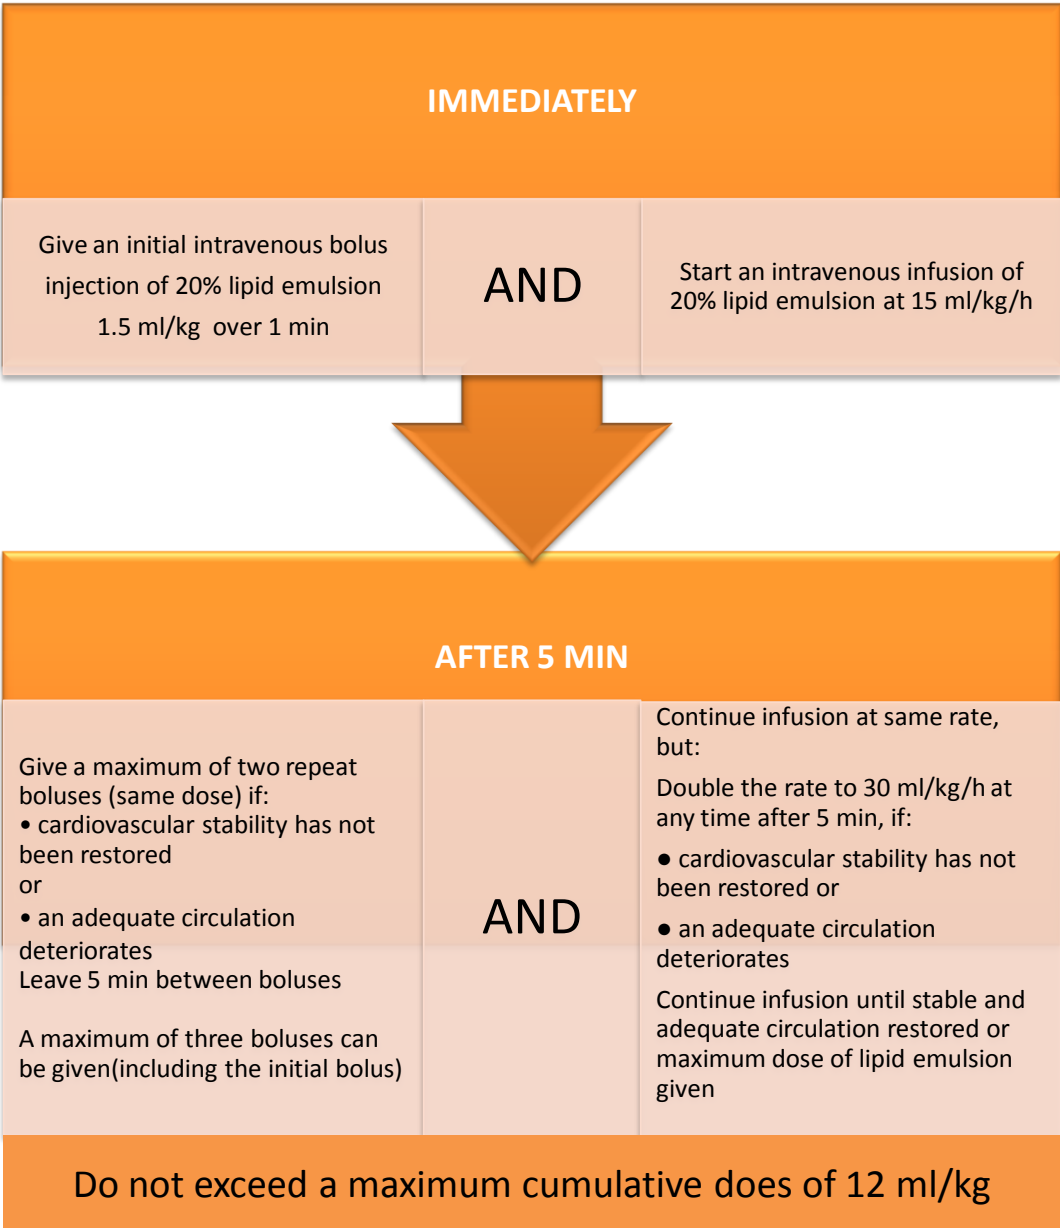 IMMEDIATELY
Give an initial intravenous bolus
injection of 20% lipid emulsion
1.5 ml/kg over 1 min
AND
Start an intravenous infusion of
20% lipid emulsion at 15 ml/kg/h
AFTER 5 MIN
Give a maximum of two repeat
boluses (same dose) if:
• cardiovascular stability has not
been restored
or
• an adequate circulation
deteriorates
Leave 5 min between boluses
A maximum of three boluses can
be given(including the initial bolus)
AND
Continue infusion at same rate,
but:
Double the rate to 30 ml/kg/h at
any time after 5 min, if:
● cardiovascular stability has not
been restored or
● an adequate circulation
deteriorates
Continue infusion until stable and
adequate circulation restored or
maximum dose of lipid emulsion
given
Do not exceed a maximum cumulative does of 12 ml/kg